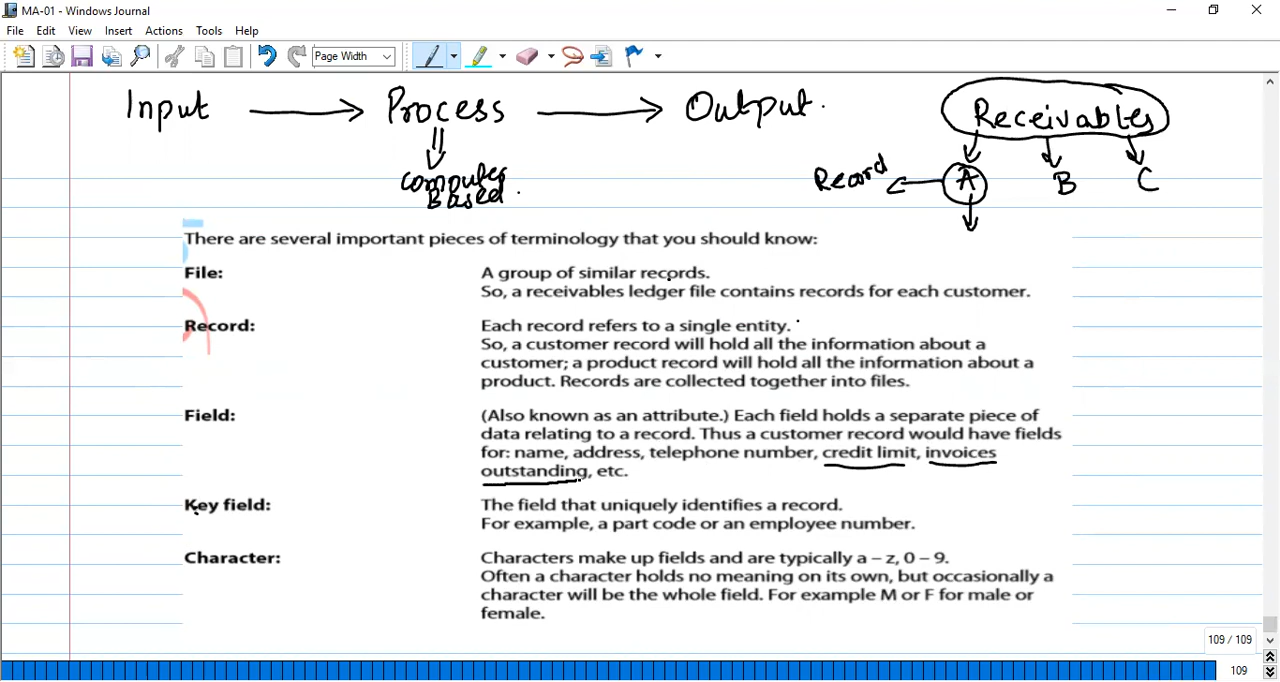 MA-01 - Windows Journal
File Edit View Insert Actions Tools Help
Page Width
Input Process Output. Receivables
computer Based. Record A B C
There are several important pieces of terminology that you should know:
File: A group of similar records.
So, a receivables ledger file contains records for each customer.
Record: Each record refers to a single entity.
So, a customer record will hold all the information about a
customer; a product record will hold all the information about a
product. Records are collected together into files.
Field: (Also known as an attribute.) Each field holds a separate piece of
data relating to a record. Thus a customer record would have fields
for: name, address, telephone number, credit limit, invoices
outstanding, etc.
Key field: The field that uniquely identifies a record.
For example, a part code or an employee number.
Character: Characters make up fields and are typically a – z, 0 – 9.
Often a character holds no meaning on its own, but occasionally a
character will be the whole field. For example M or F for male or
female.
109 / 109
109